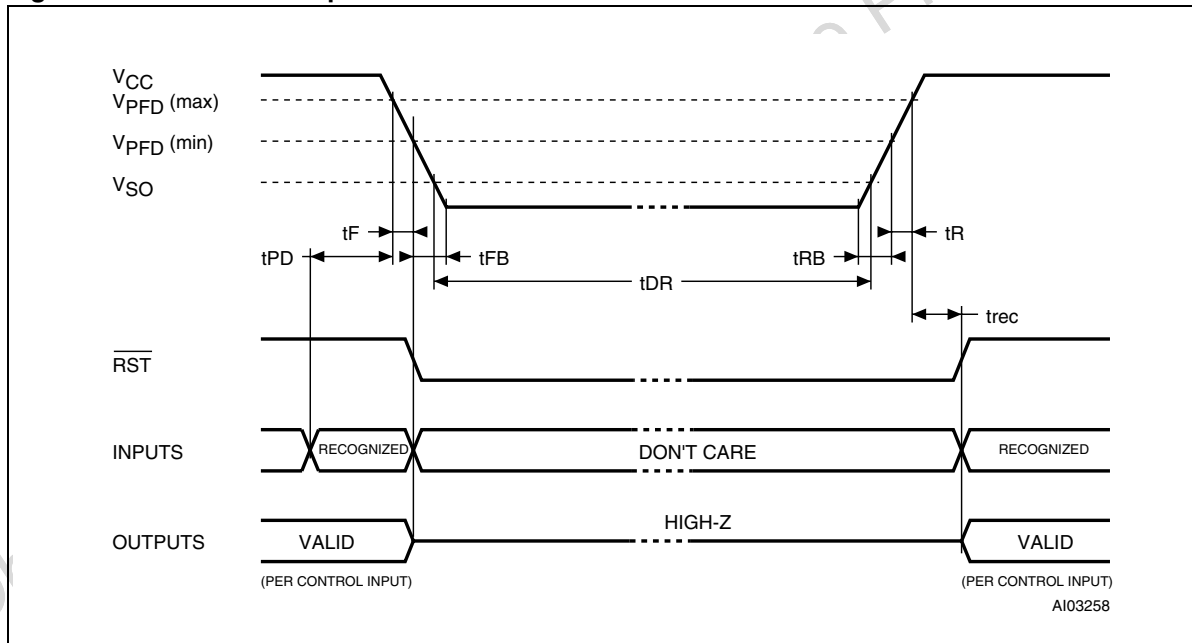 VCC
VPFD (max)
VPFD (min)
VSO
tF
tR
tPD
tFB
tRB
tDR
trec
RST
INPUTS
RECOGNIZED
DON'T CARE
RECOGNIZED
HIGH-Z
OUTPUTS
VALID
VALID
(PER CONTROL INPUT)
(PER CONTROL INPUT)
AI03258